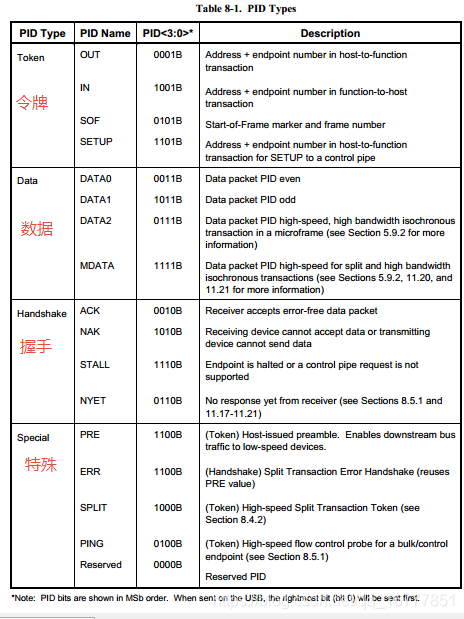 Table 8-1. PID Types
PID Type PID Name PID<3:0>* Description
Token OUT 0001B Address + endpoint number in host-to-function
transaction
令牌
IN 1001B Address + endpoint number in function-to-host
transaction
SOF 0101B Start-of-Frame marker and frame number
SETUP 1101B Address + endpoint number in host-to-function
transaction for SETUP to a control pipe
Data DATA0 0011B Data packet PID even
DATA1 1011B Data packet PID odd
数据
DATA2 0111B Data packet PID high-speed, high bandwidth isochronous
transaction in a microframe (see Section 5.9.2 for more
information)
MDATA 1111B Data packet PID high-speed for split and high bandwidth
isochronous transactions (see Sections 5.9.2, 11.20, and
11.21 for more information)
Handshake ACK 0010B Receiver accepts error-free data packet
握手
NAK 1010B Receiving device cannot accept data or transmitting
device cannot send data
STALL 1110B Endpoint is halted or a control pipe request is not
supported
NYET 0110B No response yet from receiver (see Sections 8.5.1 and
11.17-11.21)
Special PRE 1100B (Token) Host-issued preamble. Enables downstream bus
traffic to low-speed devices.
特殊
ERR 1100B (Handshake) Split Transaction Error Handshake (reuses
PRE value)
SPLIT 1000B (Token) High-speed Split Transaction Token (see
Section 8.4.2)
PING 0100B (Token) High-speed flow control probe for a bulk/control
endpoint (see Section 8.5.1)
Reserved 0000B Reserved PID
*Note: PID bits are shown in MSb order. When sent on the USB, the rightmost bit (bit 0) will be sent first.